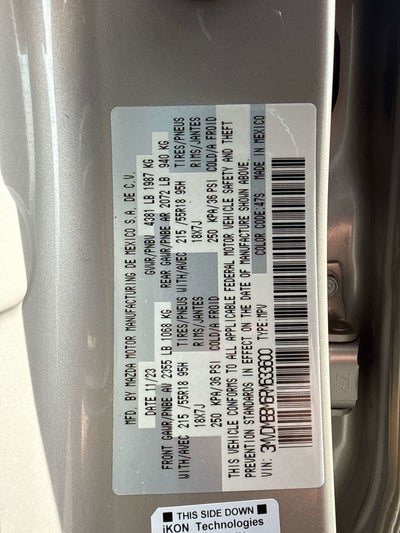 MFD. BY MAZDA MOTOR MANUFACTURING DE MEXICO S.A. DE C.V.
DATE 11/23 GVWR/PNBV 4381 LB 1987 KG
FRONT GAWR/PNBE AV 2355 LB 1068 KG REAR GAWR/PNBE AR 2072 LB 940 KG
WITH/AVEC 215 /55R18 95H TIRES/PNEUS WITH/AVEC 215 /55R18 95H TIRES/PNEUS
18X7J RIMS/JANTES 18X7J RIMS/JANTES
250 KPA/36 PSI COLD/A FROID 250 KPA/36 PSI COLD/A FROID
THIS VEHICLE CONFORMS TO ALL APPLICABLE FEDERAL MOTOR VEHICLE SAFETY AND THEFT
PREVENTION STANDARDS IN EFFECT ON THE DATE OF MANUFACTURE SHOWN ABOVE.
VIN: TYPE:MPV COLOR CODE:47S MADE IN MEXICO
■ THIS SIDE DOWN ■
iKON Technologies